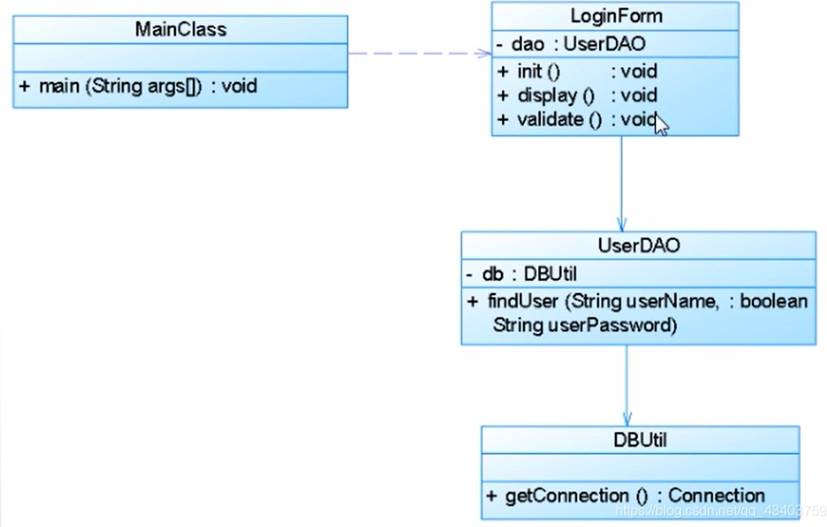 MainClass
+ main (String args[]) : void
LoginForm
- dao : UserDAO
+ init () : void
+ display () : void
+ validate () : void
UserDAO
- db : DBUtil
+ findUser (String userName, : boolean
String userPassword)
DBUtil
+ getConnection () : Connection
https://blog.csdn.net/qq_48403759